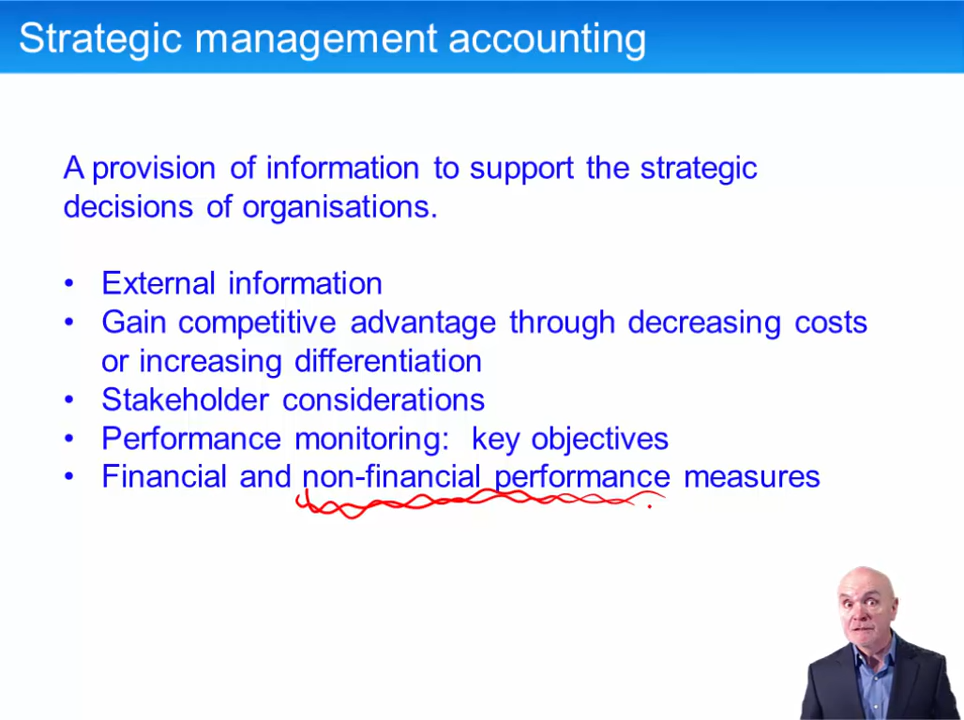 Strategic management accounting
A provision of information to support the strategic
decisions of organisations.
• External information
• Gain competitive advantage through decreasing costs
or increasing differentiation
• Stakeholder considerations
• Performance monitoring: key objectives
• Financial and non-financial performance measures